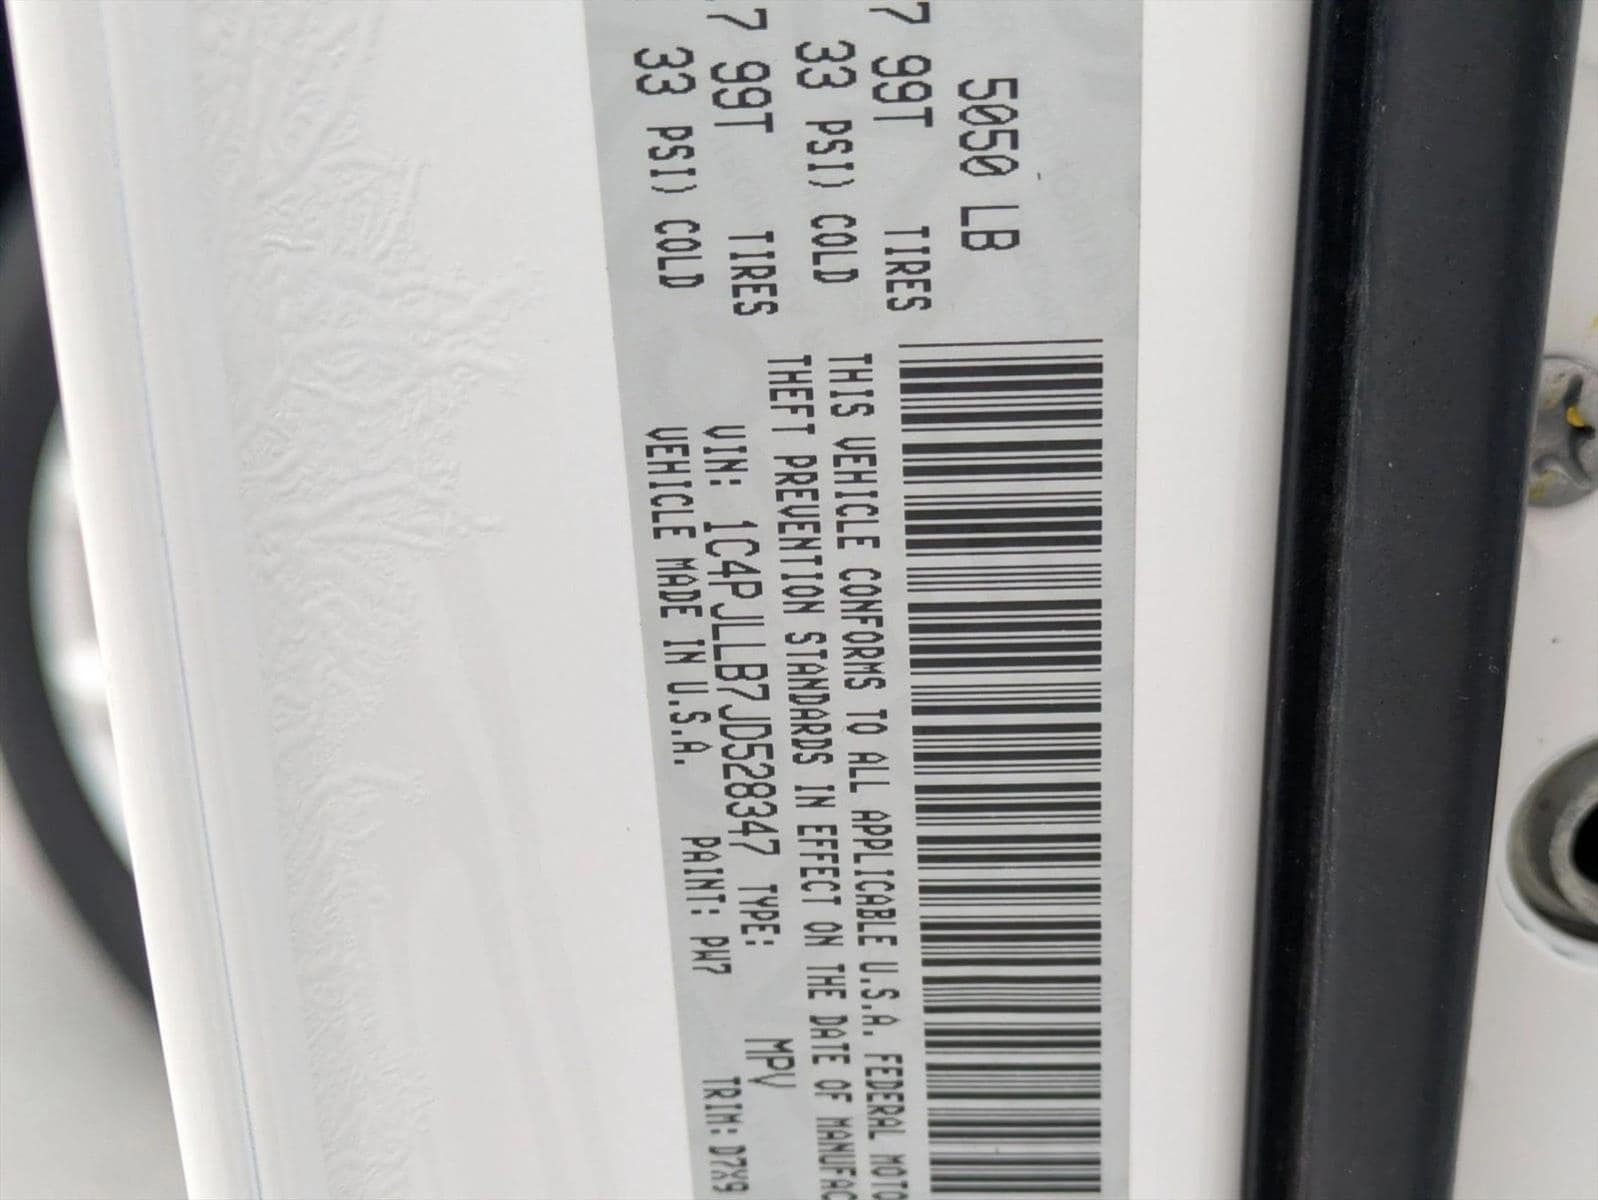 5050 LB
7 99T TIRES
33 PSI) COLD
7 99T TIRES
33 PSI) COLD
THIS VEHICLE CONFORMS TO ALL APPLICABLE U.S.A. FEDERAL MOTO
THEFT PREVENTION STANDARDS IN EFFECT ON THE DATE OF MANUFAC
VIN: 1C4PJLLB7JD528347 TYPE: MPV
VEHICLE MADE IN U.S.A. PAINT: PW7 TRIM: D7X9